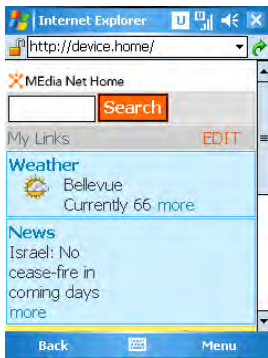 Internet Explorer
http://device.home/
MEdia Net Home
Search
My Links EDIT
Weather
Bellevue
Currently 66 more
News
Israel: No
cease-fire in
coming days
more
Back Menu